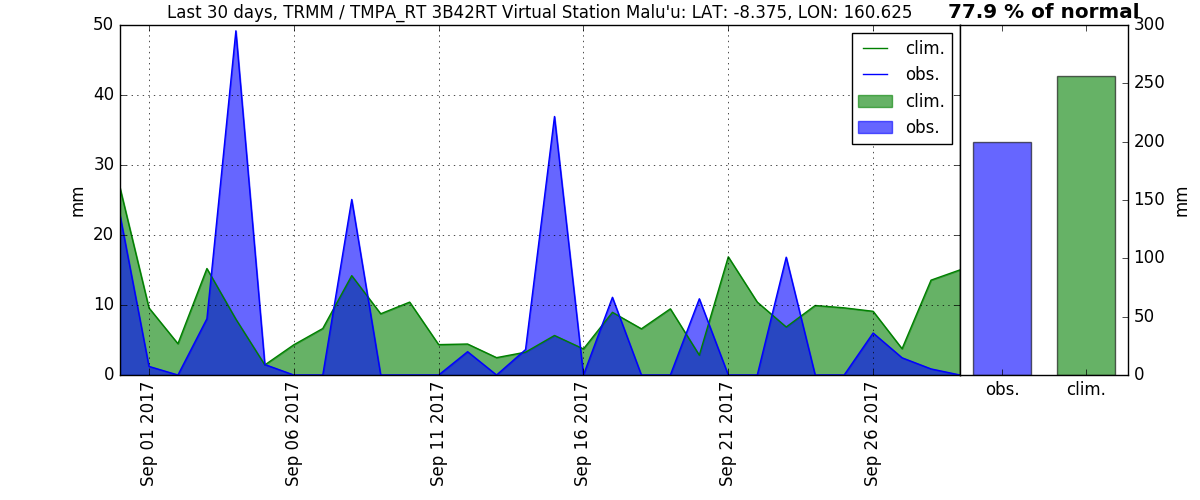 Last 30 days, TRMM / TMPA_RT 3B42RT Virtual Station Malu'u: LAT: -8.375, LON: 160.625
77.9 % of normal
50
40
30
20
10
0
mm
clim.
obs.
clim.
obs.
Sep 01 2017
Sep 06 2017
Sep 11 2017
Sep 16 2017
Sep 21 2017
Sep 26 2017
300
250
200
150
100
50
0
mm
obs.
clim.